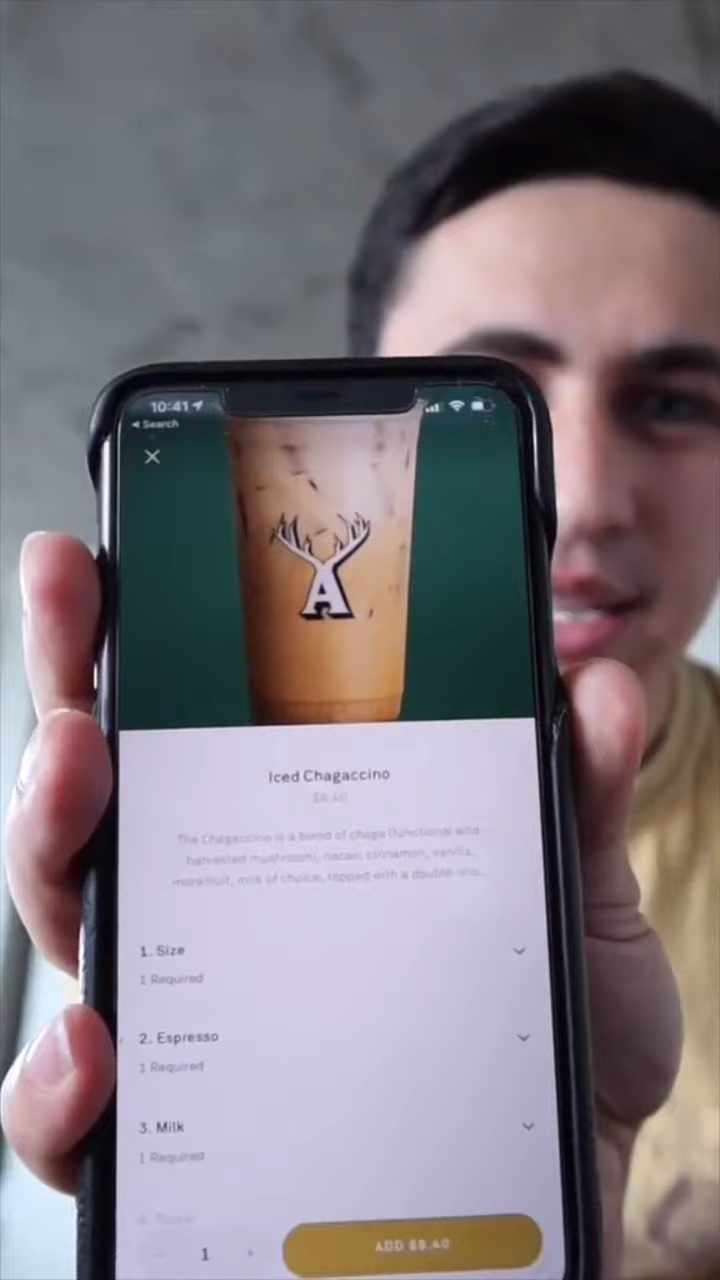 10:41
Search
A
Iced Chagaccino
$8.40
The Chagaccino is a blend of chaga (functional wild-
harvested mushroom), cacao, cinnamon, vanilla,
monkfruit, milk of choice, topped with a double-sho...
1. Size
1 Required
2. Espresso
1 Required
3. Milk
1 Required
1
ADD $8.40